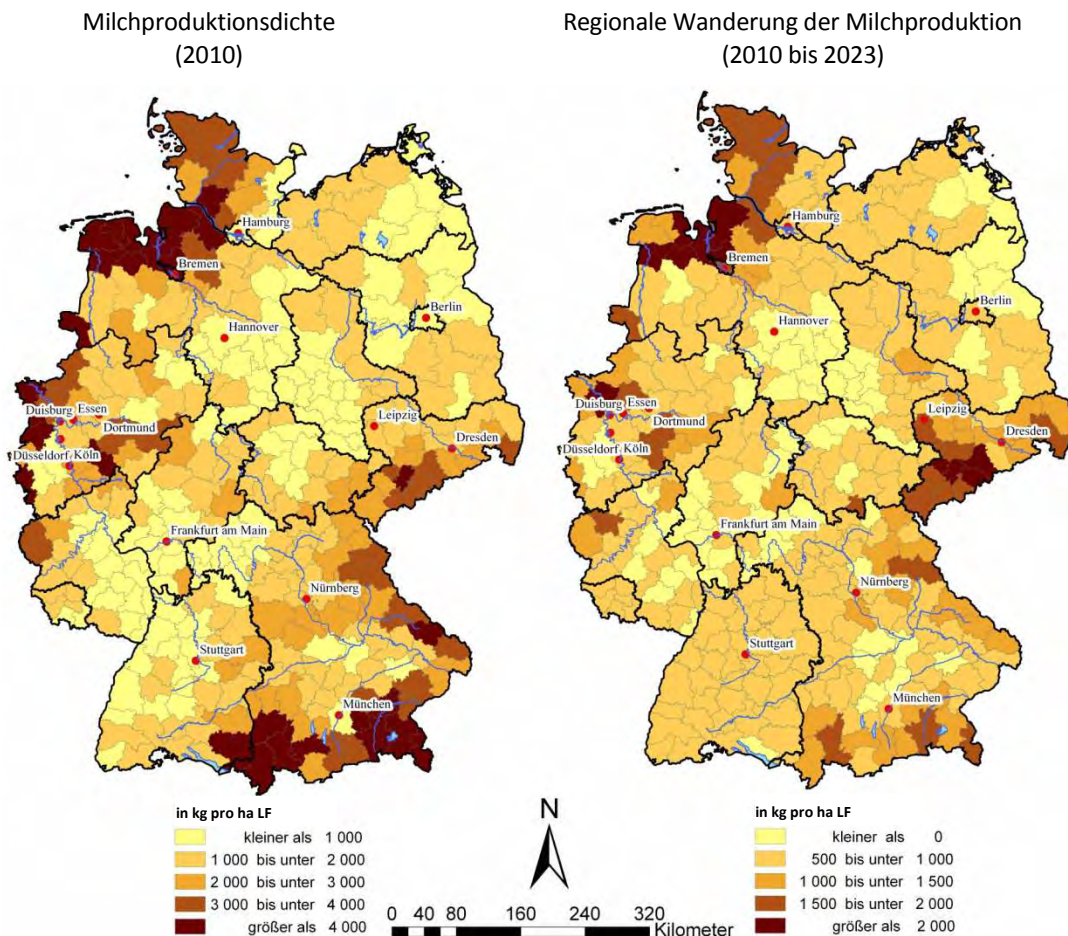 Milchproduktionsdichte
(2010)
Regionale Wanderung der Milchproduktion
(2010 bis 2023)
Hamburg
Bremen
Berlin
Hannover
Duisburg Essen
Dortmund
Leipzig
Dresden
Düsseldorf Köln
Frankfurt am Main
Nürnberg
Stuttgart
München
Hamburg
Bremen
Berlin
Hannover
Duisburg Essen
Dortmund
Leipzig
Dresden
Düsseldorf Köln
Frankfurt am Main
Nürnberg
Stuttgart
München
in kg pro ha LF
kleiner als 1 000
1 000 bis unter 2 000
2 000 bis unter 3 000
3 000 bis unter 4 000
größer als 4 000
N
0 40 80 160 240 320
Kilometer
in kg pro ha LF
kleiner als 0
500 bis unter 1 000
1 000 bis unter 1 500
1 500 bis unter 2 000
größer als 2 000